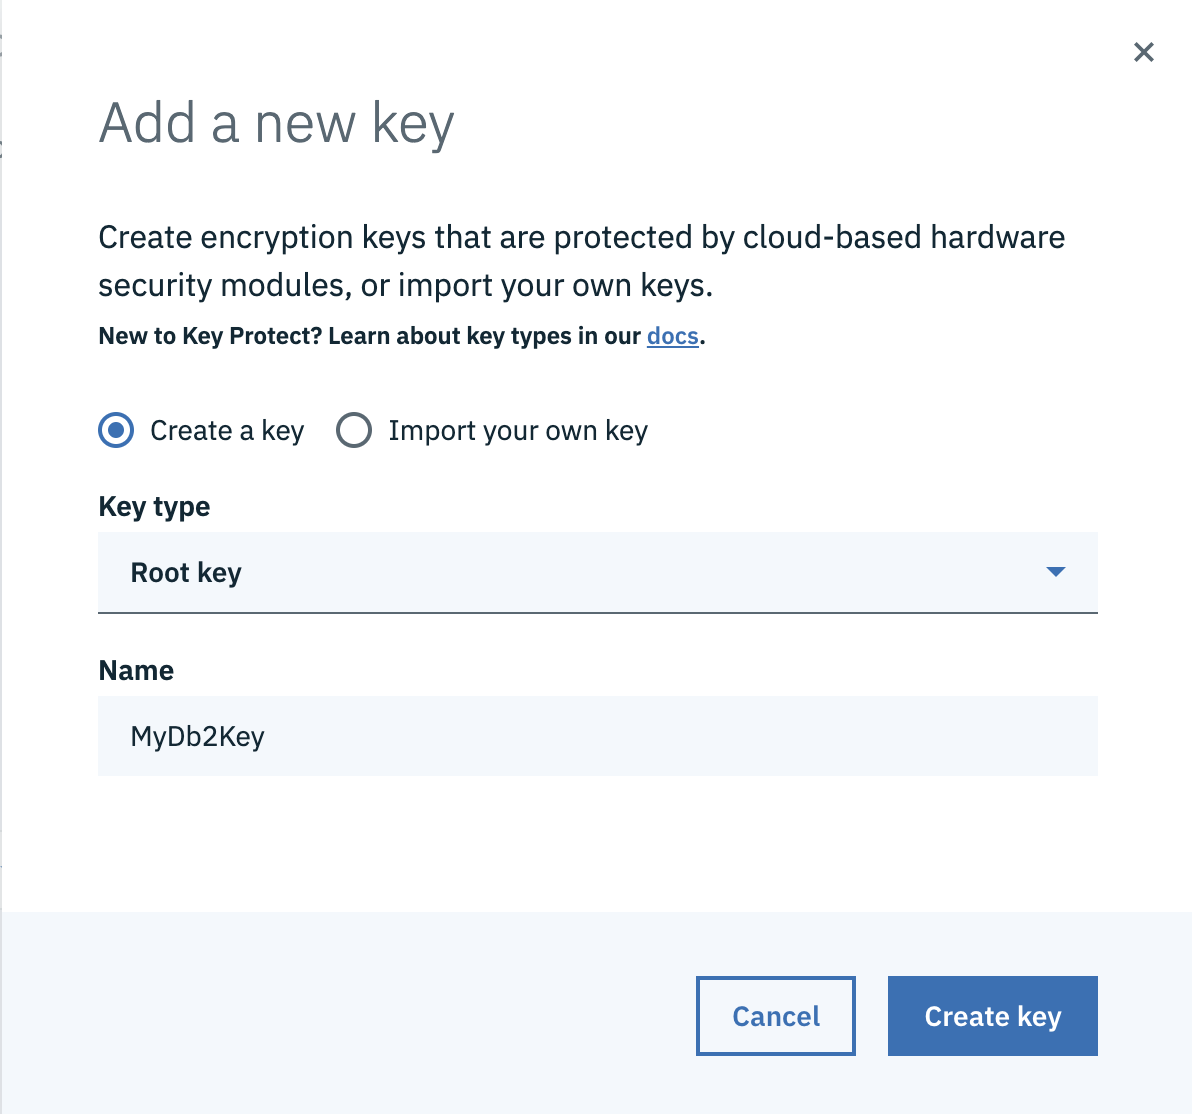 Add a new key
Create encryption keys that are protected by cloud-based hardware
security modules, or import your own keys.
New to Key Protect? Learn about key types in our docs.
Create a key Import your own key
Key type
Root key
Name
MyDb2Key
Cancel Create key